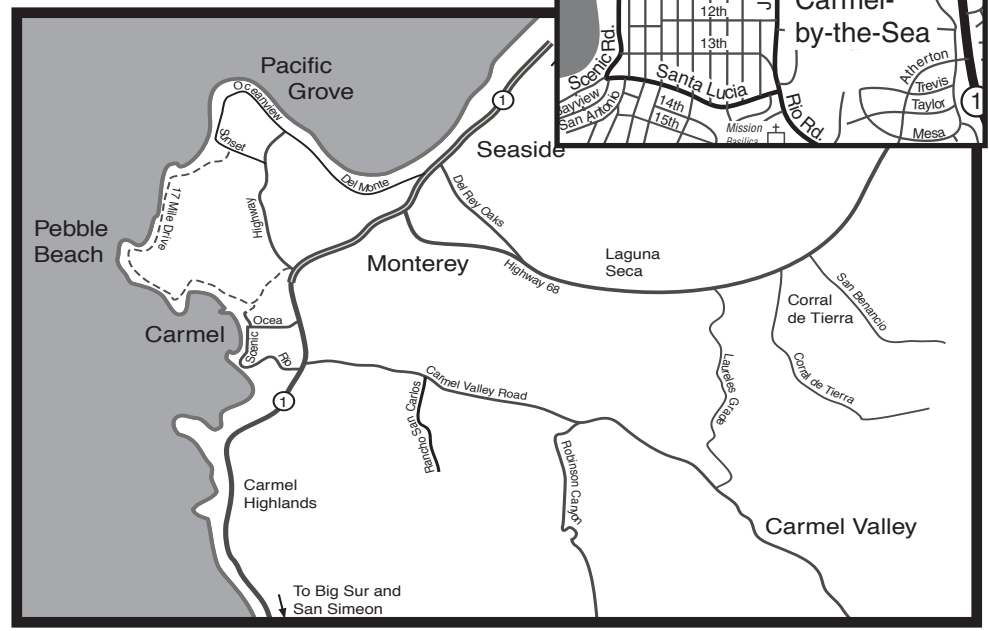 12th
J
Carmel-
by-the-Sea
13th
Scenic Rd.
Santa Lucia
Atherton
Bayview
San Antonio
14th
15th
Trevis
Taylor
1
Rio Rd.
Mission
Basilica
Mesa
Pacific
Grove
Oceanview
1
Sunset
Seaside
Del Monte
Del Rey Oaks
17 Mile Drive
Highway
Pebble
Beach
Monterey
Highway 68
Laguna
Seca
San Benancio
Corral
de Tierra
Carmel
Ocea
Scenic
Rio
Carmel Valley Road
Laureles Grade
Corral de Tierra
1
Rancho San Carlos
Robinson Canyon
Carmel
Highlands
Carmel Valley
To Big Sur and
San Simeon